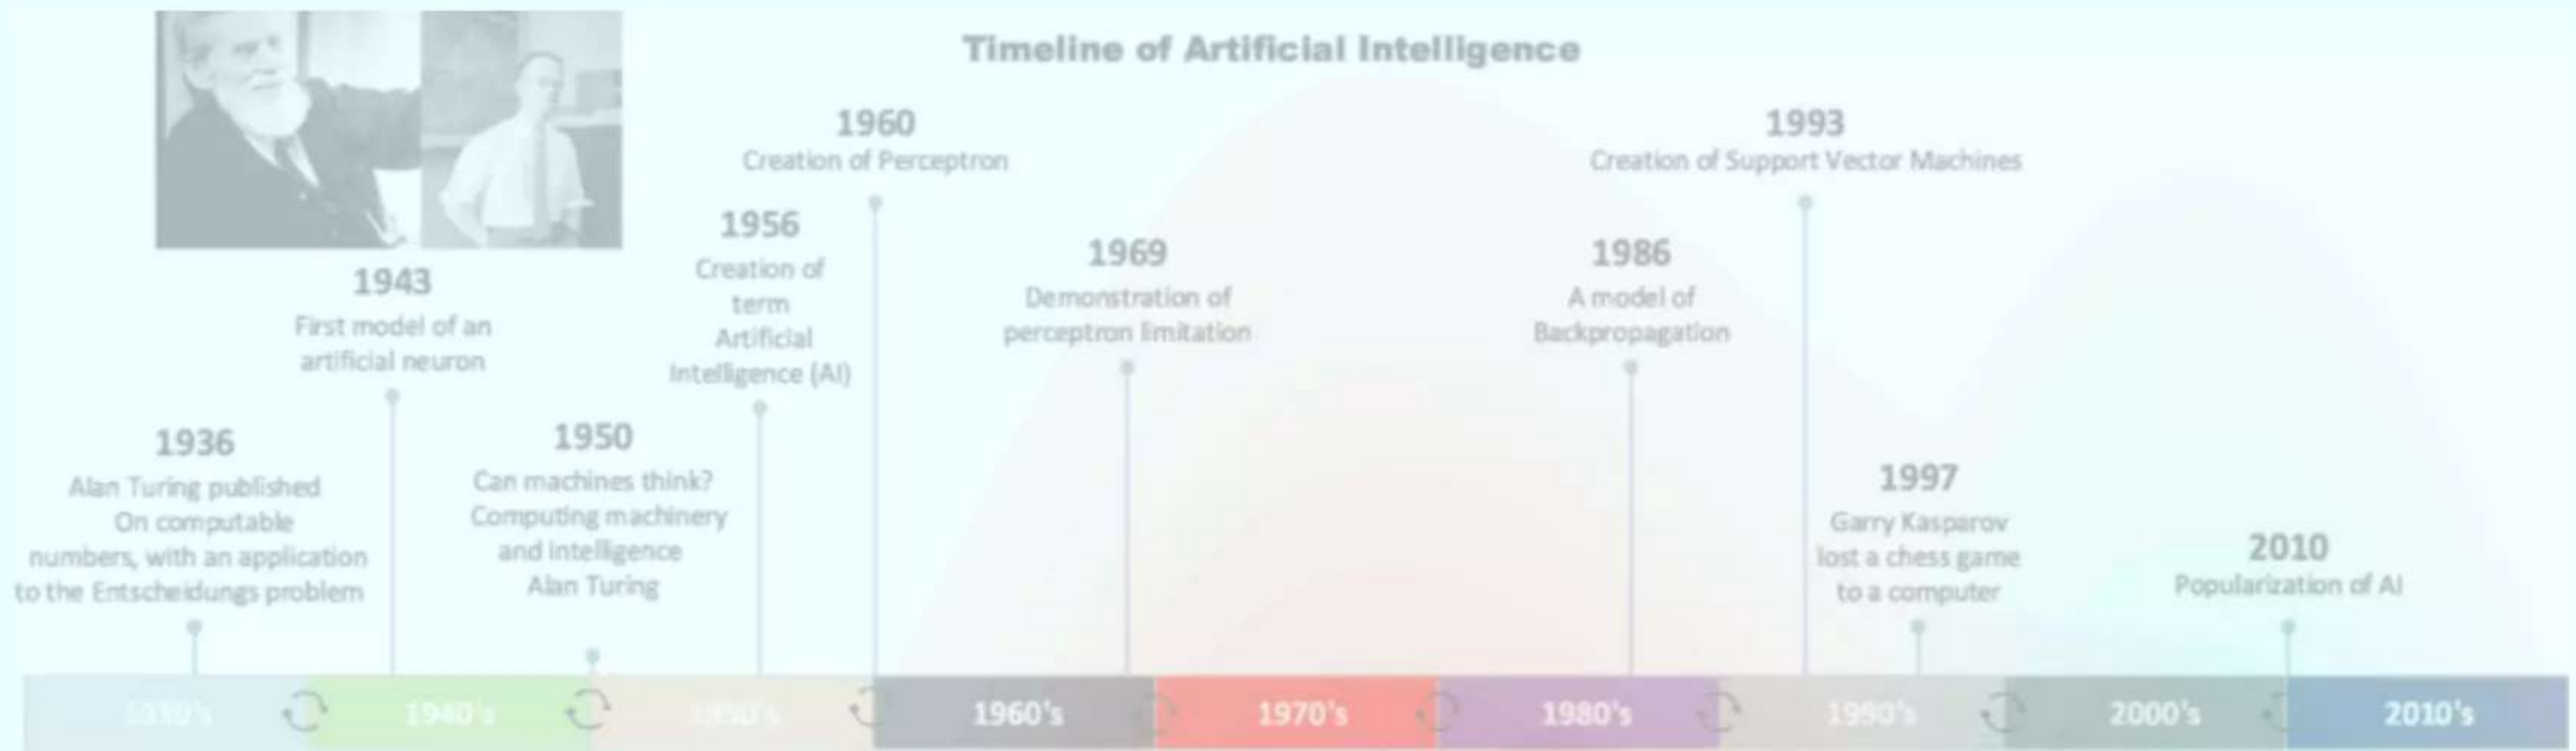 Timeline of Artificial Intelligence
1936
Alan Turing published
On computable
numbers, with an application
to the Entscheidungs problem
1943
First model of an
artificial neuron
1950
Can machines think?
Computing machinery
and intelligence
Alan Turing
1956
Creation of
term
Artificial
Intelligence (AI)
1960
Creation of Perceptron
1969
Demonstration of
perceptron limitation
1986
A model of
Backpropagation
1993
Creation of Support Vector Machines
1997
Garry Kasparov
lost a chess game
to a computer
2010
Popularization of AI
1930's
1940's
1950's
1960's
1970's
1980's
1990's
2000's
2010's